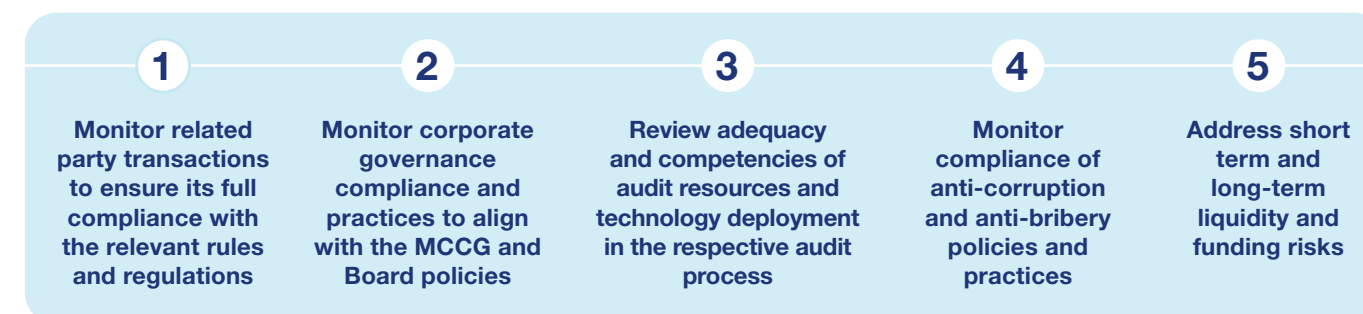 1
Monitor related
party transactions
to ensure its full
compliance with
the relevant rules
and regulations
2
Monitor corporate
governance
compliance and
practices to align
with the MCCG and
Board policies
3
Review adequacy
and competencies of
audit resources and
technology deployment
in the respective audit
process
4
Monitor
compliance of
anti-corruption
and anti-bribery
policies and
practices
5
Address short
term and
long-term
liquidity and
funding risks